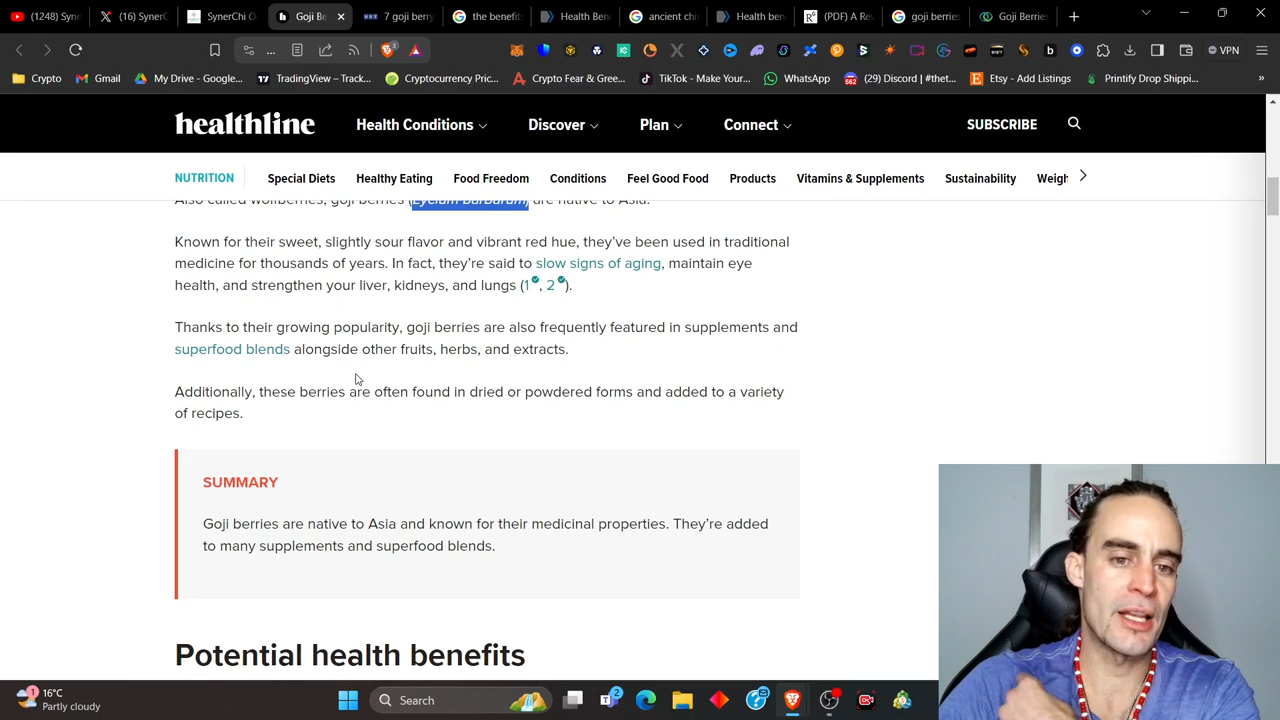 (1248) Syne
(16) SynerC
SynerChi O
Goji Be
7 goji berry
the benefit
Health Ben
ancient chi
Health ben
(PDF) A Re
goji berries
Goji Berries
VPN
Crypto
Gmail
My Drive - Google...
TradingView – Track...
Cryptocurrency Pric...
Crypto Fear & Gree...
TikTok - Make Your...
WhatsApp
(29) Discord | #thet...
Etsy - Add Listings
Printify Drop Shippi...
healthline
Health Conditions
Discover
Plan
Connect
SUBSCRIBE
NUTRITION
Special Diets
Healthy Eating
Food Freedom
Conditions
Feel Good Food
Products
Vitamins & Supplements
Sustainability
Weigh
Also called wolfberries, goji berries (Lycium barbarum) are native to Asia.
Known for their sweet, slightly sour flavor and vibrant red hue, they've been used in traditional
medicine for thousands of years. In fact, they're said to slow signs of aging, maintain eye
health, and strengthen your liver, kidneys, and lungs (1, 2).
Thanks to their growing popularity, goji berries are also frequently featured in supplements and
superfood blends alongside other fruits, herbs, and extracts.
Additionally, these berries are often found in dried or powdered forms and added to a variety
of recipes.
SUMMARY
Goji berries are native to Asia and known for their medicinal properties. They're added
to many supplements and superfood blends.
Potential health benefits
16°C
Partly cloudy
Search